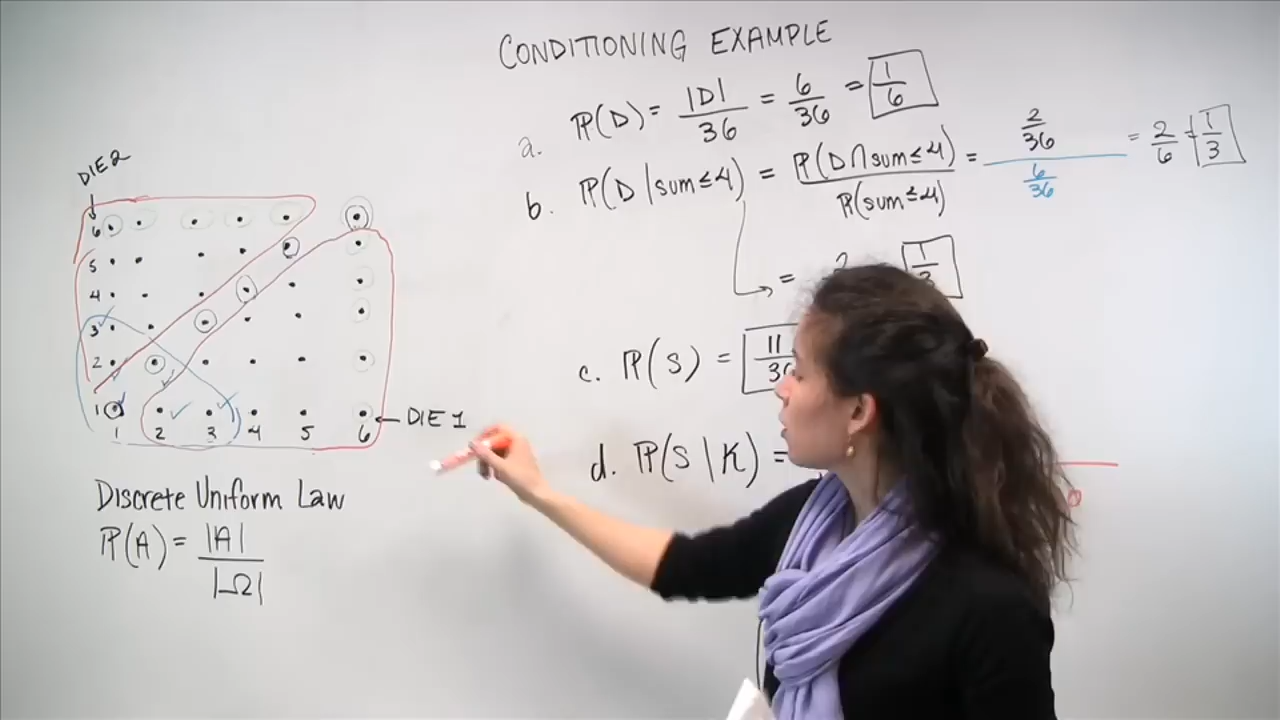 CONDITIONING EXAMPLE
a. P(D) = |D| / 36 = 6/36 = 1/6
b. P(D | sum ≤ 4) = P(D ∩ sum ≤ 4) / P(sum ≤ 4) = 2/36 / 6/36 = 2/6 = 1/3
= 2 1
c. P(S) = 11
d. P(S | K) =
DIE 2
6
5
4
3
2
1
1 2 3 4 5 6
DIE 1
Discrete Uniform Law
P(A) = |A| / |Ω|